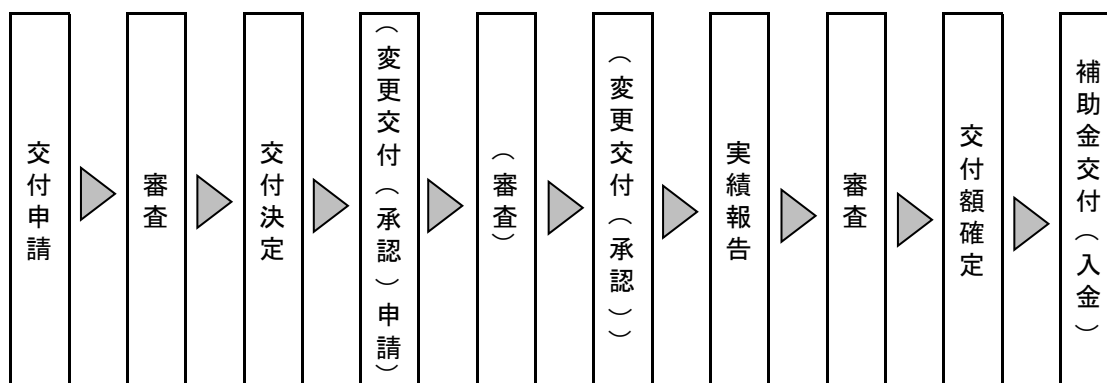 交付申請
審査
交付決定
（変更交付（承認）申請）
（審査）
（変更交付（承認））
実績報告
審査
交付額確定
補助金交付（入金）